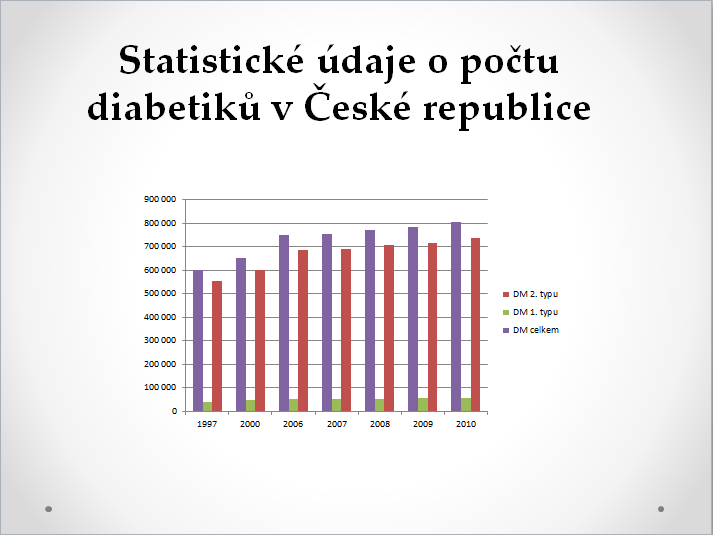 Statistické údaje o počtu
diabetiků v České republice
900 000
800 000
700 000
600 000
500 000
400 000
300 000
200 000
100 000
0
1997 2000 2006 2007 2008 2009 2010
DM 2. typu
DM 1. typu
DM celkem